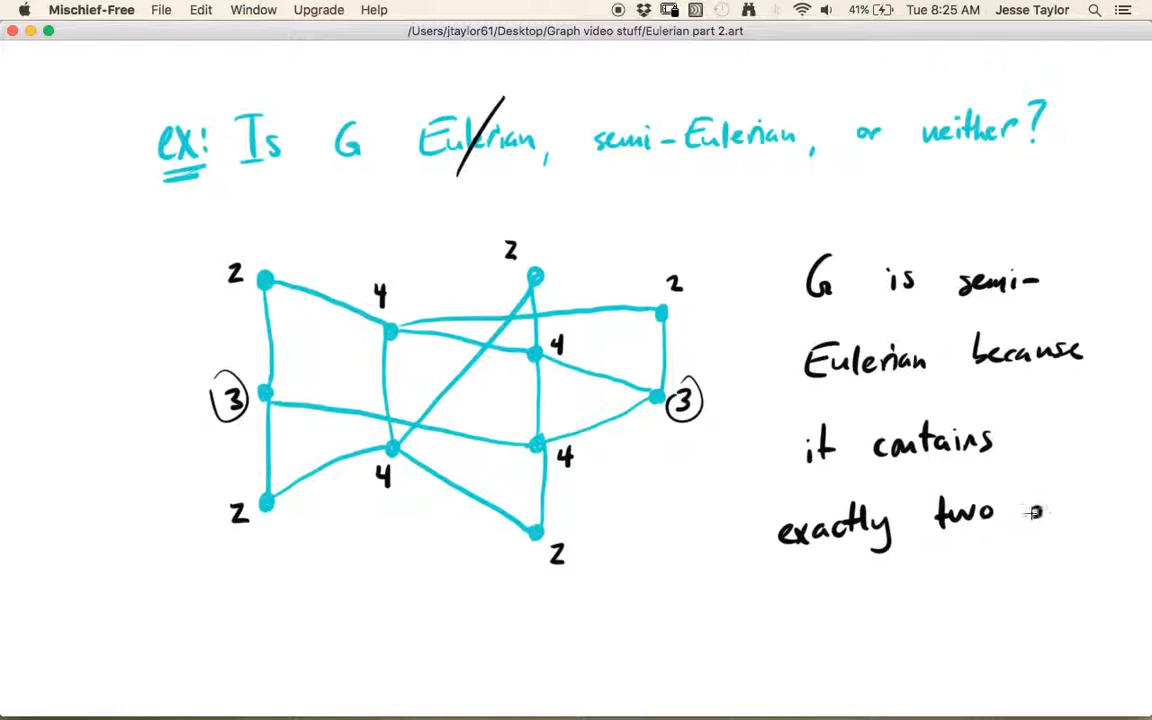 Mischief-Free File Edit Window Upgrade Help 41% Tue 8:25 AM Jesse Taylor
/Users/jtaylor61/Desktop/Graph video stuff/Eulerian part 2.art
ex: Is G Eulerian, semi-Eulerian, or neither?
2
2
4
2
4
3
3
4
4
2
2
G is semi-
Eulerian because
it contains
exactly two